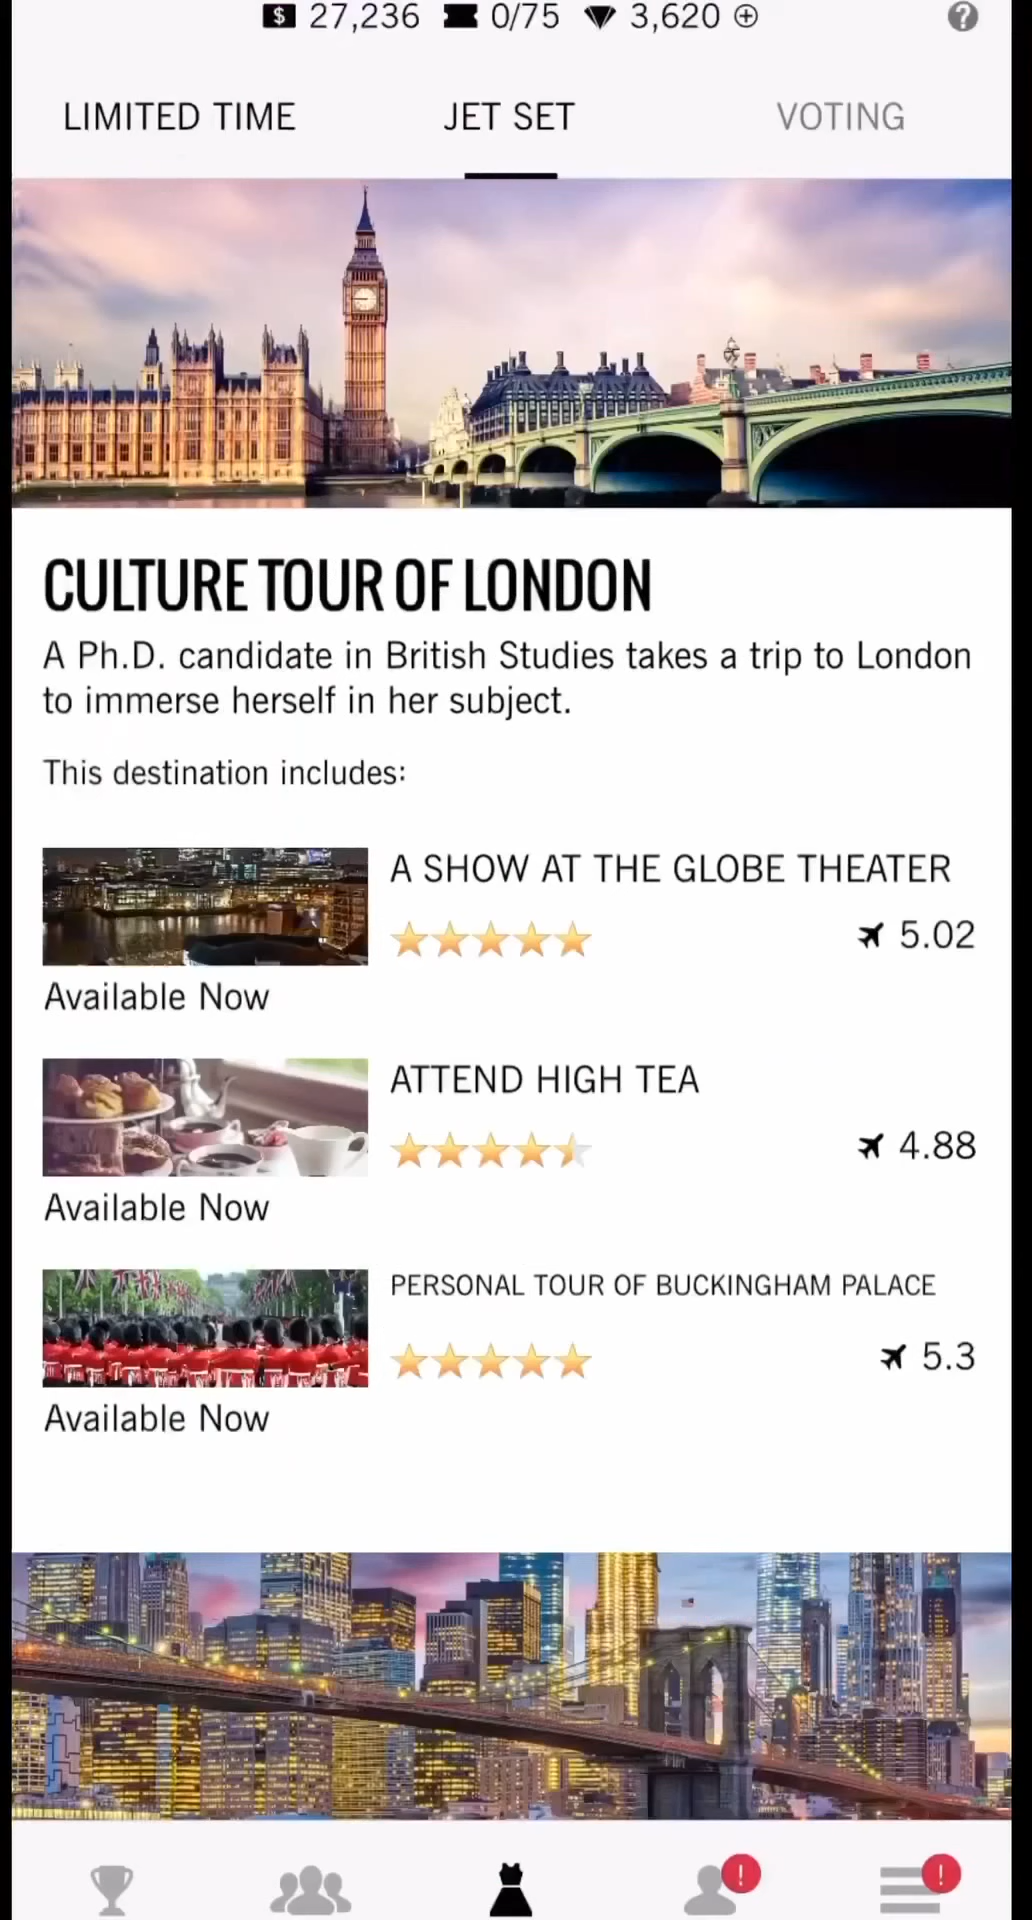 $ 27,236 0/75 3,620 ?
LIMITED TIME JET SET VOTING
CULTURE TOUR OF LONDON
A Ph.D. candidate in British Studies takes a trip to London
to immerse herself in her subject.
This destination includes:
A SHOW AT THE GLOBE THEATER
5.02
Available Now
ATTEND HIGH TEA
4.88
Available Now
PERSONAL TOUR OF BUCKINGHAM PALACE
5.3
Available Now
! !